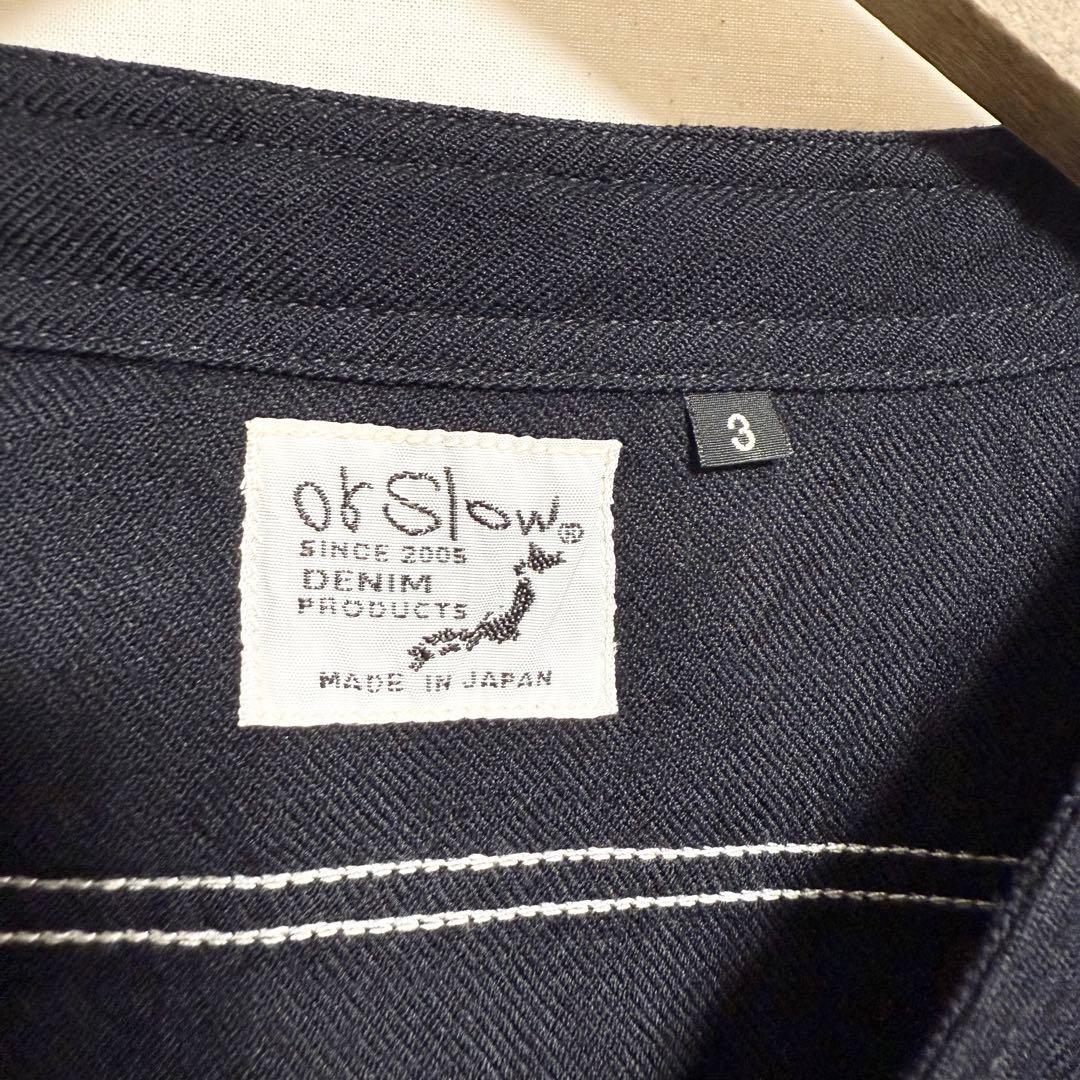 orSlow®
SINCE 2005
DENIM
PRODUCTS
MADE IN JAPAN
3